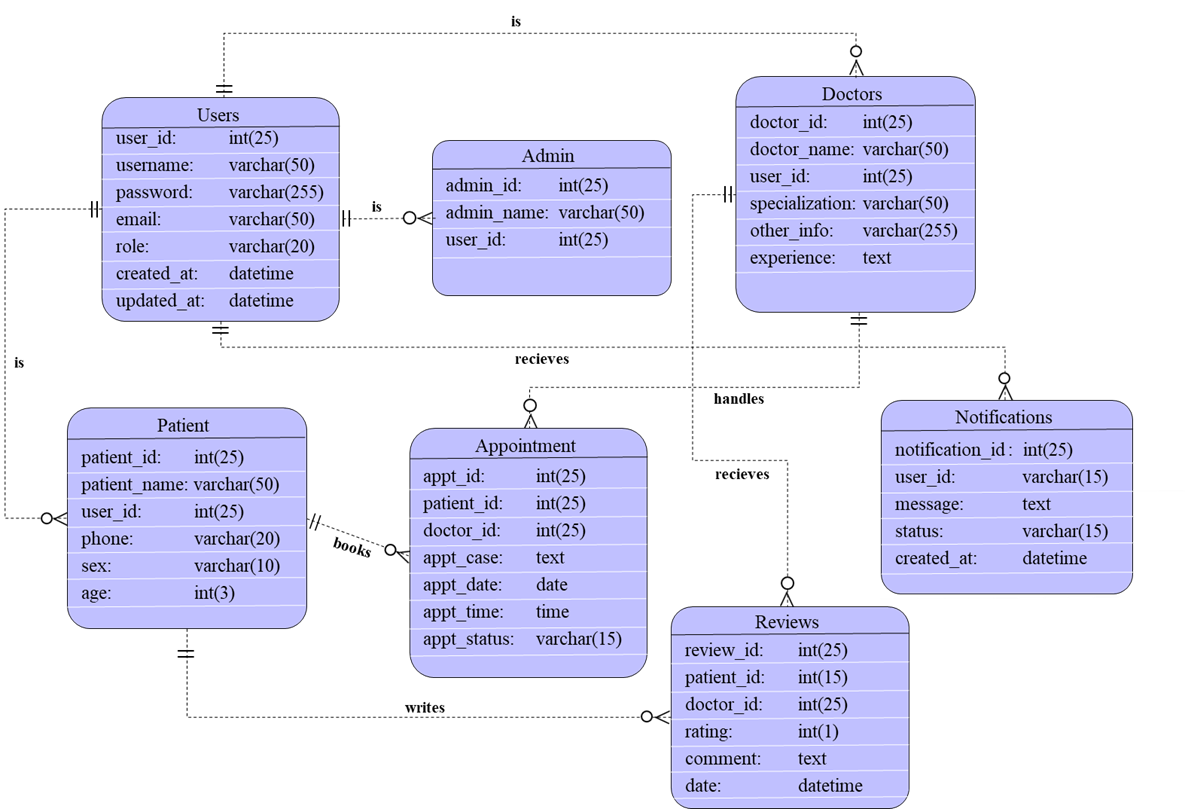 is
Users
user_id: int(25)
username: varchar(50)
password: varchar(255)
email: varchar(50)
role: varchar(20)
created_at: datetime
updated_at: datetime
is
Admin
admin_id: int(25)
admin_name: varchar(50)
user_id: int(25)
Doctors
doctor_id: int(25)
doctor_name: varchar(50)
user_id: int(25)
specialization: varchar(50)
other_info: varchar(255)
experience: text
is
recieves
handles
recieves
Patient
patient_id: int(25)
patient_name: varchar(50)
user_id: int(25)
phone: varchar(20)
sex: varchar(10)
age: int(3)
books
Appointment
appt_id: int(25)
patient_id: int(25)
doctor_id: int(25)
appt_case: text
appt_date: date
appt_time: time
appt_status: varchar(15)
Notifications
notification_id: int(25)
user_id: varchar(15)
message: text
status: varchar(15)
created_at: datetime
writes
Reviews
review_id: int(25)
patient_id: int(15)
doctor_id: int(25)
rating: int(1)
comment: text
date: datetime